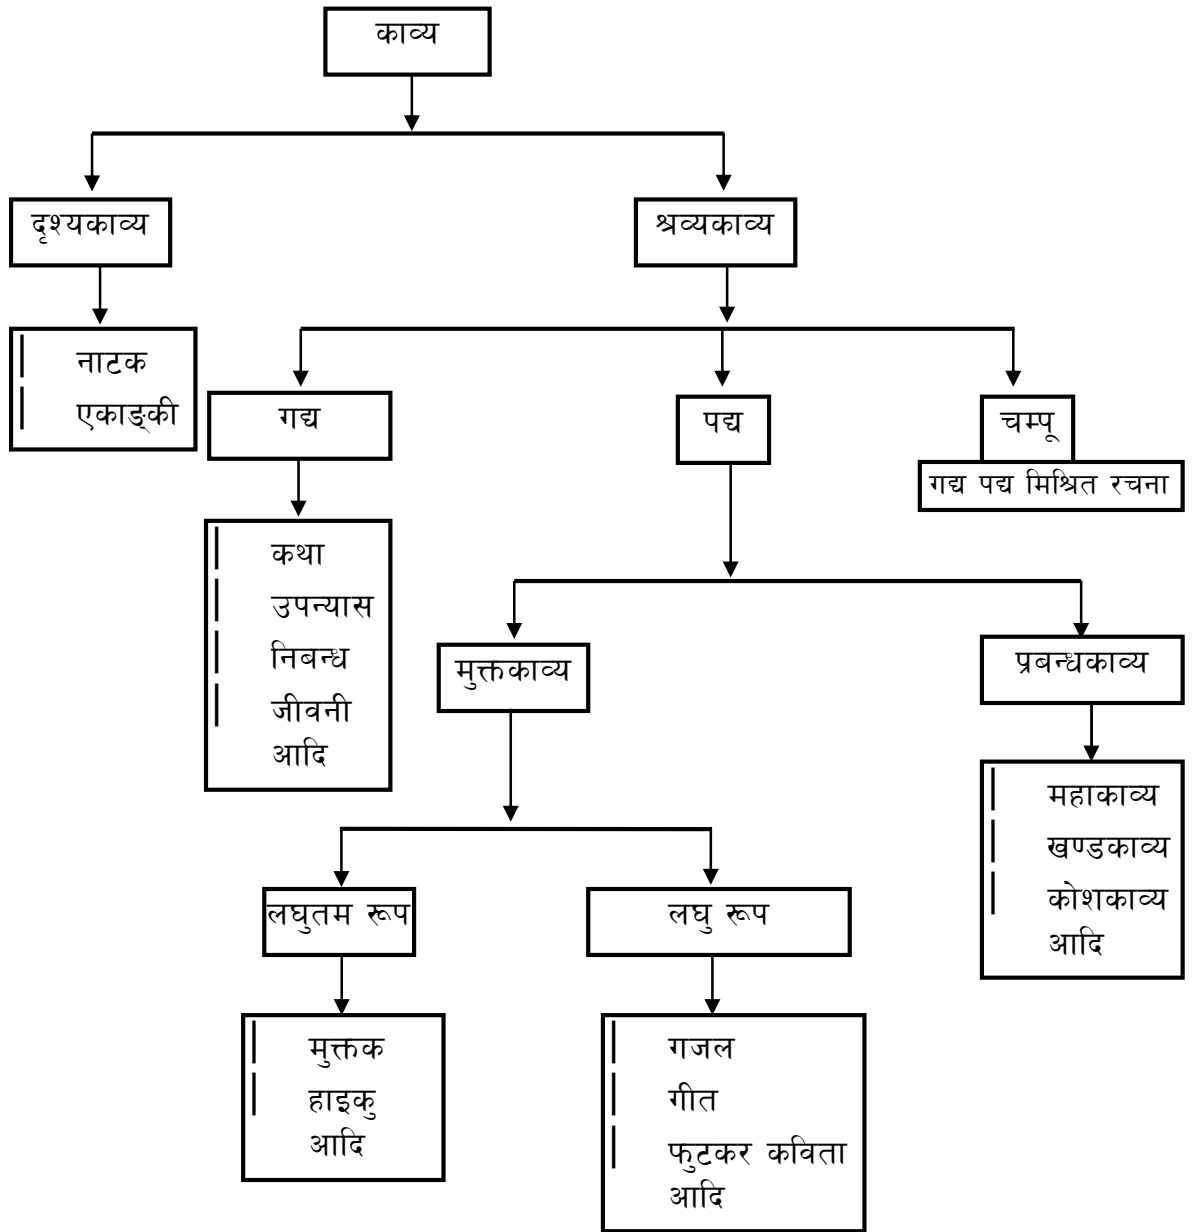 काव्य
दृश्यकाव्य
श्रव्यकाव्य
नाटक
एकाङ्की
गद्य
पद्य
चम्पू
गद्य पद्य मिश्रित रचना
कथा
उपन्यास
निबन्ध
जीवनी
आदि
मुक्तकाव्य
प्रबन्धकाव्य
महाकाव्य
खण्डकाव्य
कोशकाव्य
आदि
लघुतम रूप
लघु रूप
मुक्तक
हाइकु
आदि
गजल
गीत
फुटकर कविता
आदि